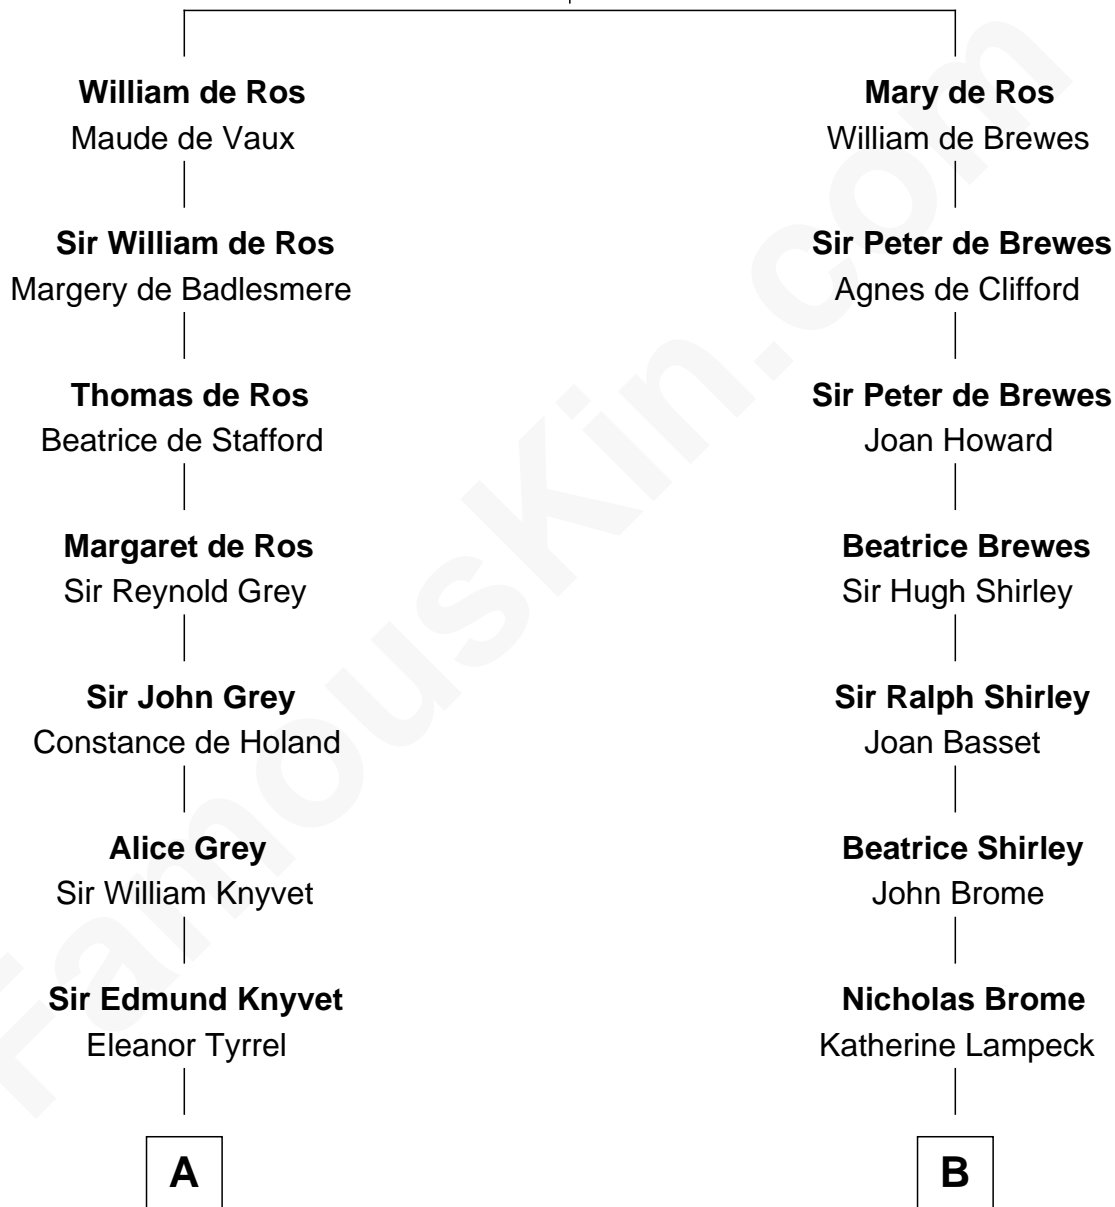 William de Ros
Maude de Vaux
Sir William de Ros
Margery de Badlesmere
Thomas de Ros
Beatrice de Stafford
Margaret de Ros
Sir Reynold Grey
Sir John Grey
Constance de Holand
Alice Grey
Sir William Knyvet
Sir Edmund Knyvet
Eleanor Tyrrel
A
Mary de Ros
William de Brewes
Sir Peter de Brewes
Agnes de Clifford
Sir Peter de Brewes
Joan Howard
Beatrice Brewes
Sir Hugh Shirley
Sir Ralph Shirley
Joan Basset
Beatrice Shirley
John Brome
Nicholas Brome
Katherine Lampeck
B
FamousKin.com